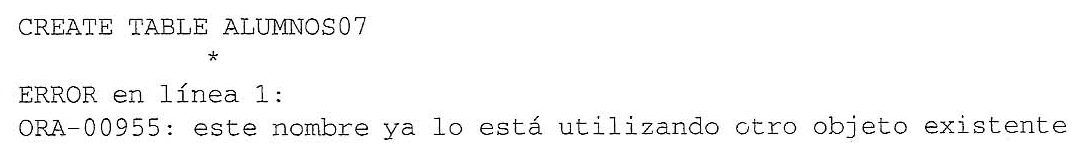 CREATE TABLE ALUMNOS07
*
ERROR en línea 1:
ORA-00955: este nombre ya lo está utilizando otro objeto existente